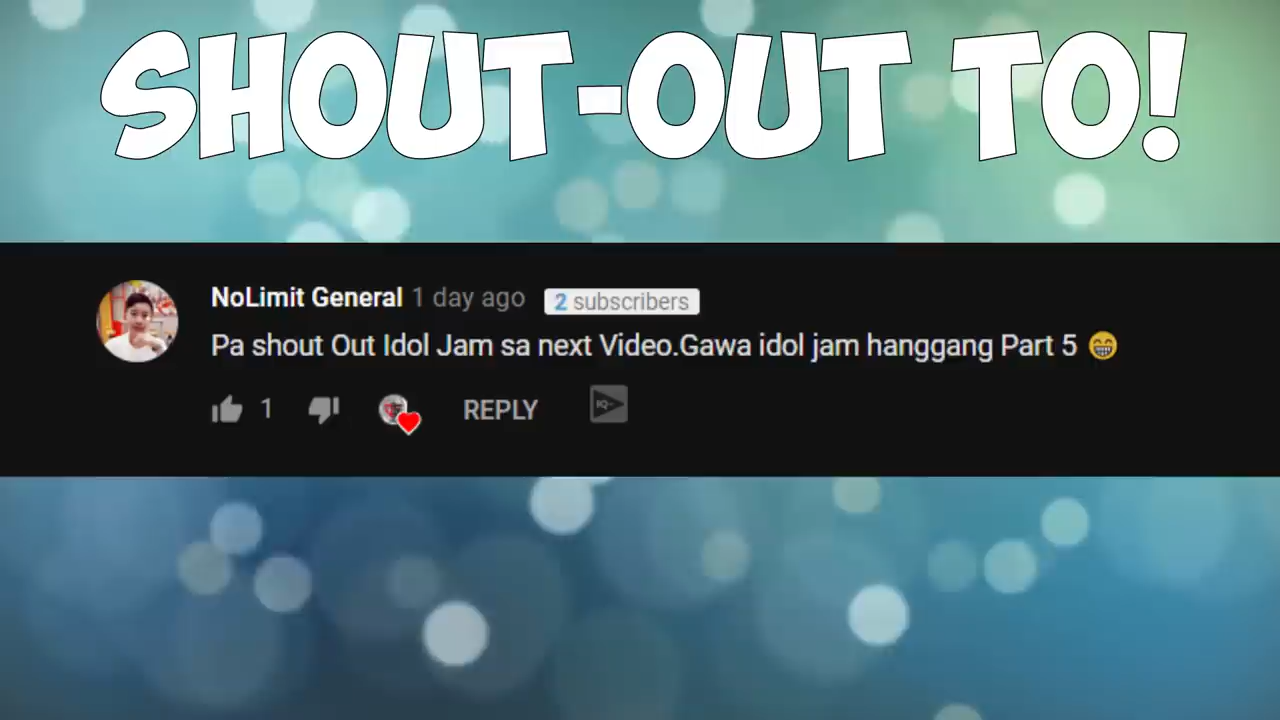 SHOUT-OUT TO!
NoLimit General 1 day ago 2 subscribers
Pa shout Out Idol Jam sa next Video.Gawa idol jam hanggang Part 5 😁
1 REPLY IQ